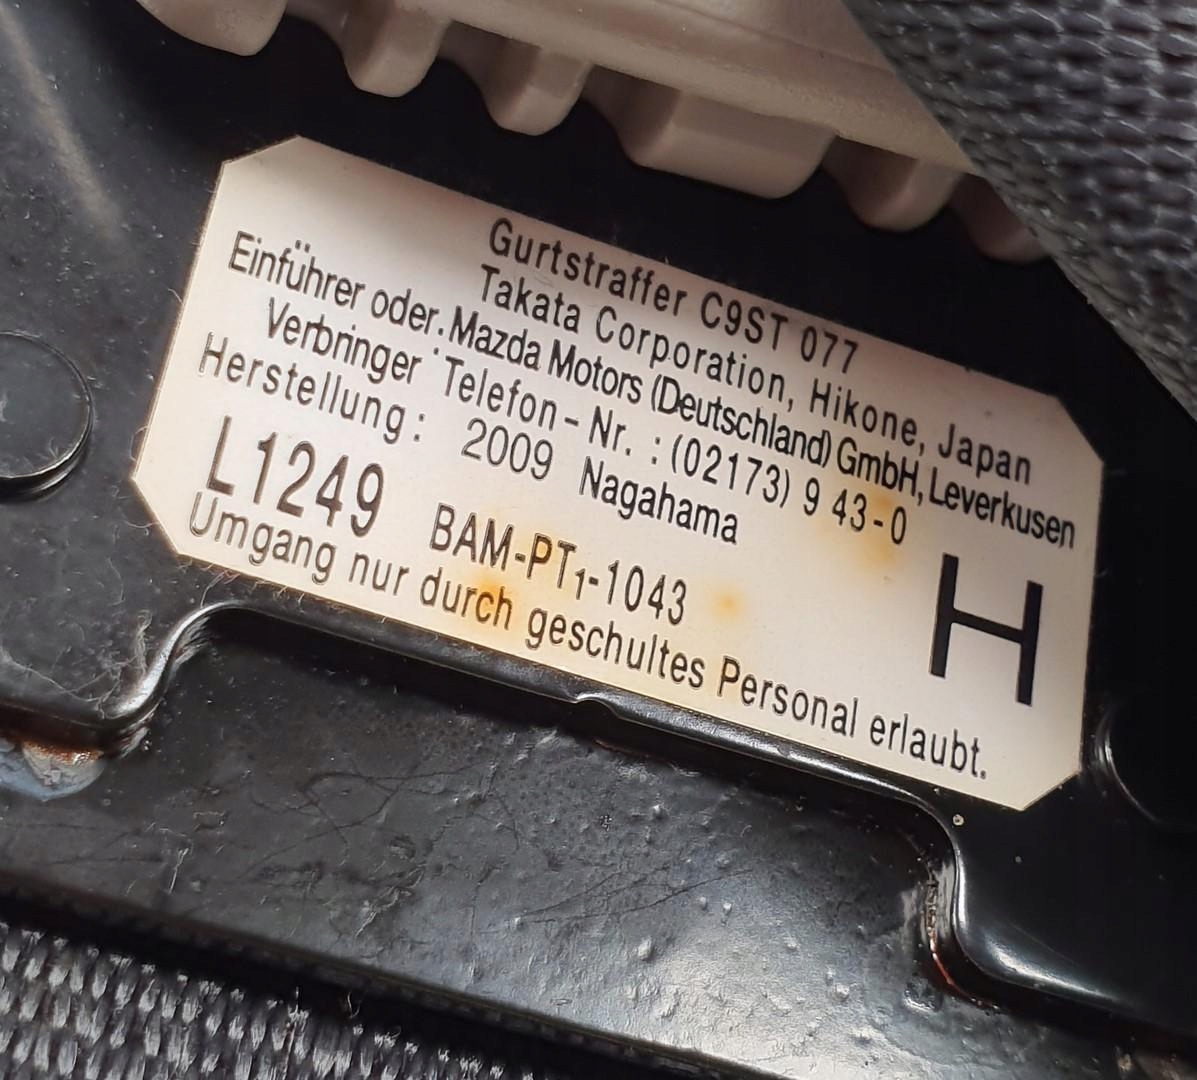 Gurtstraffer C9ST 077
Takata Corporation, Hikone, Japan
Einführer oder. Mazda Motors (Deutschland) GmbH, Leverkusen
Verbringer Telefon-Nr. : (02173) 9 43-0
Herstellung: 2009 Nagahama
L1249 BAM-PT₁-1043 H
Umgang nur durch geschultes Personal erlaubt.